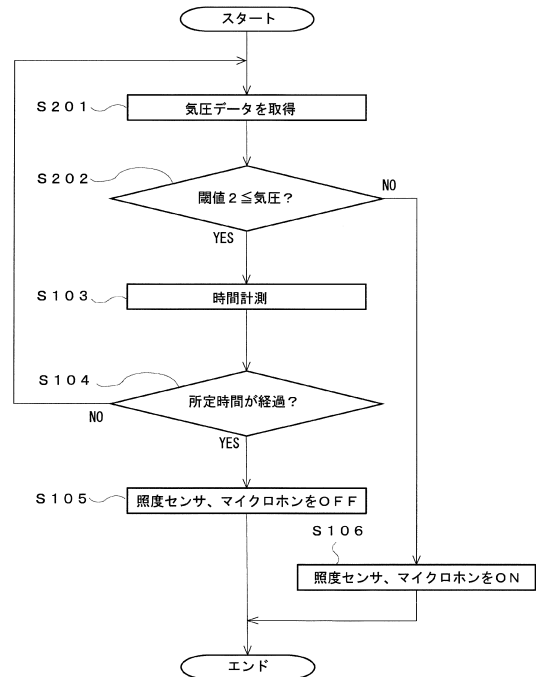 スタート
S201
気圧データを取得
S202
閾値2≦気圧?
NO
YES
S103
時間計測
S104
所定時間が経過?
NO
YES
S105
照度センサ、マイクロホンをOFF
S106
照度センサ、マイクロホンをON
エンド